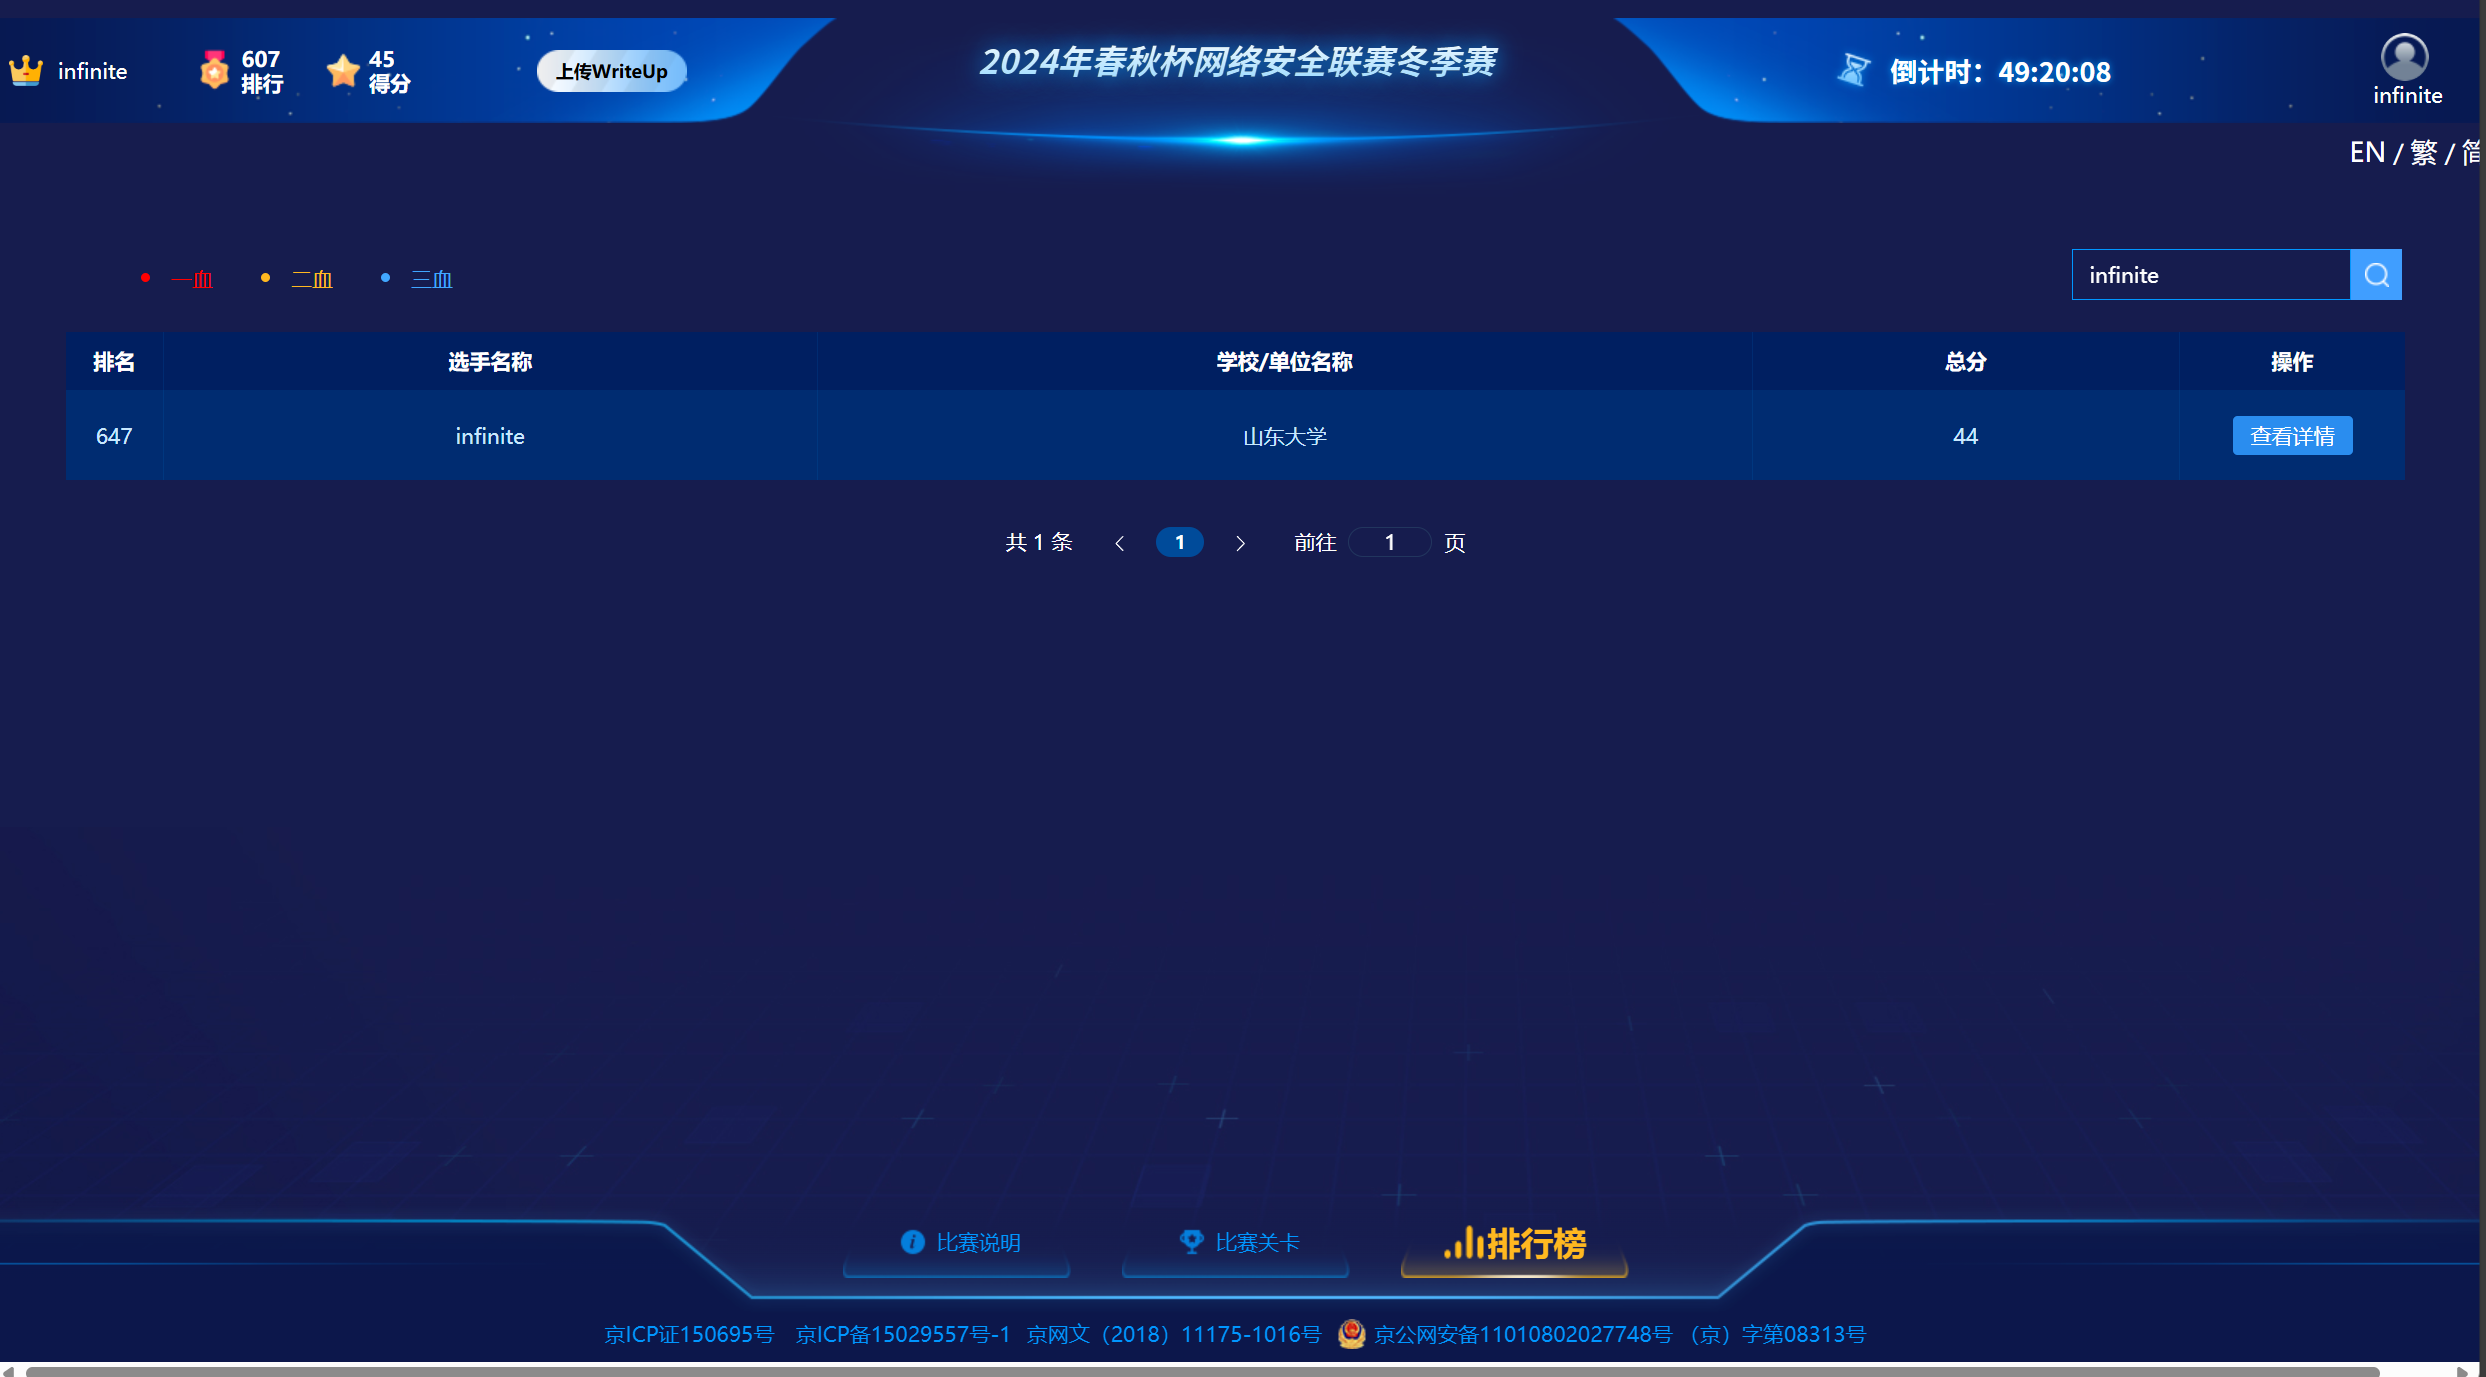 infinite
607
排行
45
得分
上传WriteUp
2024年春秋杯网络安全联赛冬季赛
倒计时：49:20:08
infinite
EN / 繁 / 简
一血 二血 三血
infinite
排名 选手名称 学校/单位名称 总分 操作
647 infinite 山东大学 44 查看详情
共 1 条 1 前往 1 页
比赛说明 比赛关卡 排行榜
京ICP证150695号 京ICP备15029557号-1 京网文（2018）11175-1016号 京公网安备11010802027748号 （京）字第08313号